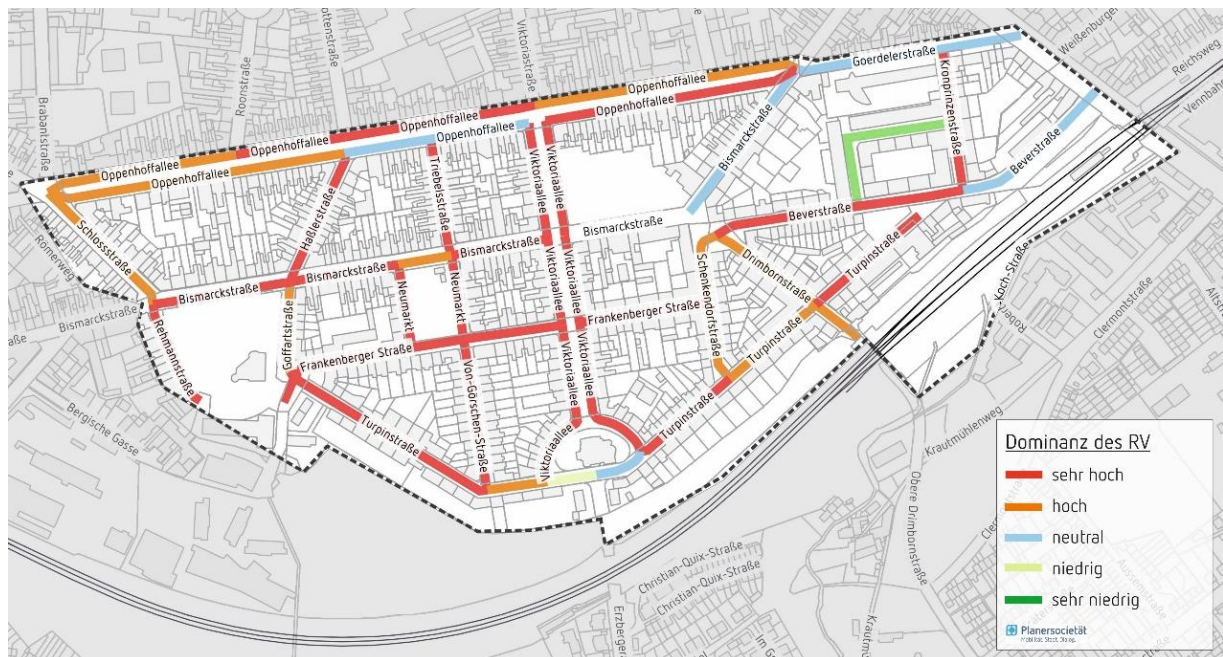 Weißenburger
Reichsweg
Vennbahn
Brabantstraße
Roonstraße
ottenstraße
Viktoriastraße
Goerdelerstraße
Oppenhoffallee
Oppenhoffallee
Oppenhoffallee
Oppenhoffallee
Oppenhoffallee
Oppenhoffallee
Oppenhoffallee
Oppenhoffallee
Kronprinzenstraße
Bismarckstraße
Beverstraße
Beverstraße
Schlossstraße
Römerweg
Haßlerstraße
Triebelsstraße
Viktoriaallee
Viktoriaallee
Bismarckstraße
Bismarckstraße
Bismarckstraße
Bismarckstraße
Bismarckstraße
Viktoriaallee
Viktoriaallee
Drimbornstraße
Turpinstraße
Schenkendorfstraße
Robert-Koch-Straße
Clermontstraße
Rehmannstraße
Goffartstraße
Neumarkt
Neumarkt
Frankenberger Straße
Frankenberger Straße
Turpinstraße
Viktoriaallee
Viktoriaallee
Von-Görschen-Straße
Turpinstraße
Turpinstraße
Viktoriaallee
Bergische Gasse
Krautmühlenweg
Obere Drimbornstraße
Christian-Quix-Straße
Christian-Quix-Straße
Dominanz des RV
sehr hoch
hoch
neutral
niedrig
sehr niedrig
Planersocietät
Mobilität. Stadt. Dialog.